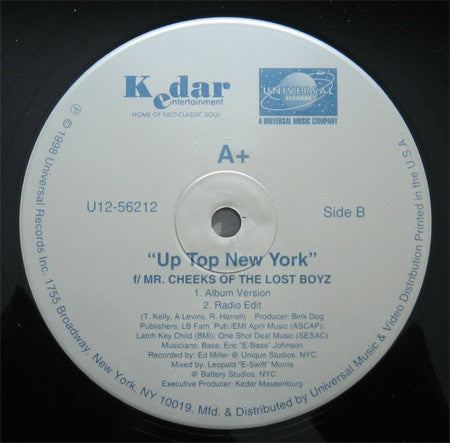 Kedar
entertainment
HOME OF NEO-CLASSIC SOUL
UNIVERSAL
RECORDS
A UNIVERSAL MUSIC COMPANY
A+
U12-56212
Side B
"Up Top New York"
f/ MR. CHEEKS OF THE LOST BOYZ
1. Album Version
2. Radio Edit
(T. Kelly, A Levins, R. Harrell) Producer: Bink Dog
Publishers: LB Fam. Pub./EMI April Music (ASCAP);
Latch Key Child (BMI); One Shot Deal Music (SESAC)
Musicians: Bass: Eric "E-Bass" Johnson
Recorded by: Ed Miller @ Unique Studios, NYC
Mixed by: Leopald "E-Swift" Morris
@ Battery Studios, NYC
Executive Producer: Kedar Massenburg
℗ © 1998 Universal Records Inc. 1755 Broadway, New York, NY 10019. Mfd. & Distributed by Universal Music & Video Distribution Printed in the U.S.A.